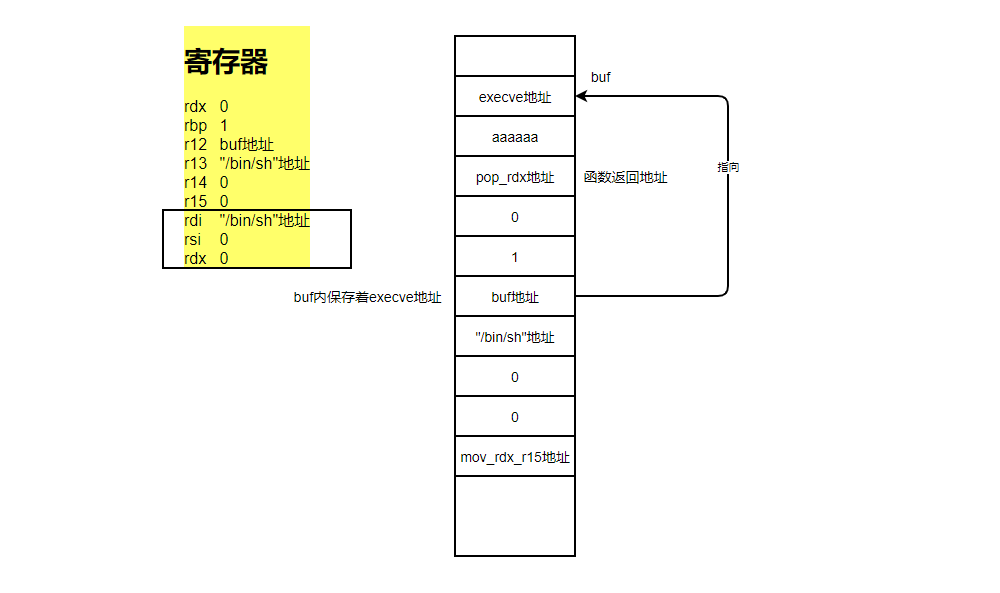 寄存器
rdx 0
rbp 1
r12 buf地址
r13 "/bin/sh"地址
r14 0
r15 0
rdi "/bin/sh"地址
rsi 0
rdx 0
buf
execve地址
aaaaaa
pop_rdx地址 函数返回地址
指向
0
1
buf内保存着execve地址 buf地址
"/bin/sh"地址
0
0
mov_rdx_r15地址